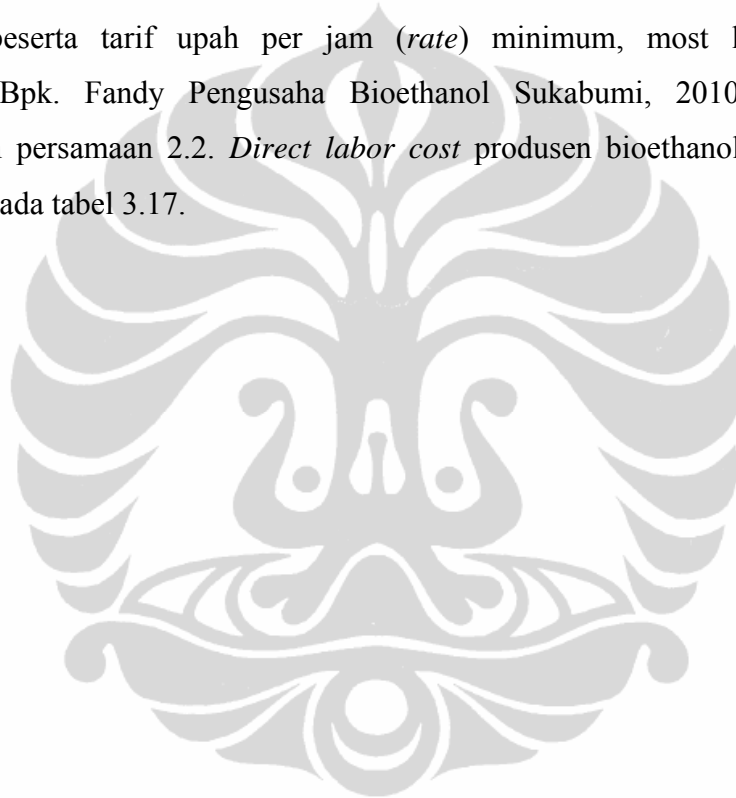 beserta tarif upah per jam (rate) minimum, most
Bpk. Fandy Pengusaha Bioethanol Sukabumi, 2010
persamaan 2.2. Direct labor cost produsen bioethanol
ada tabel 3.17.